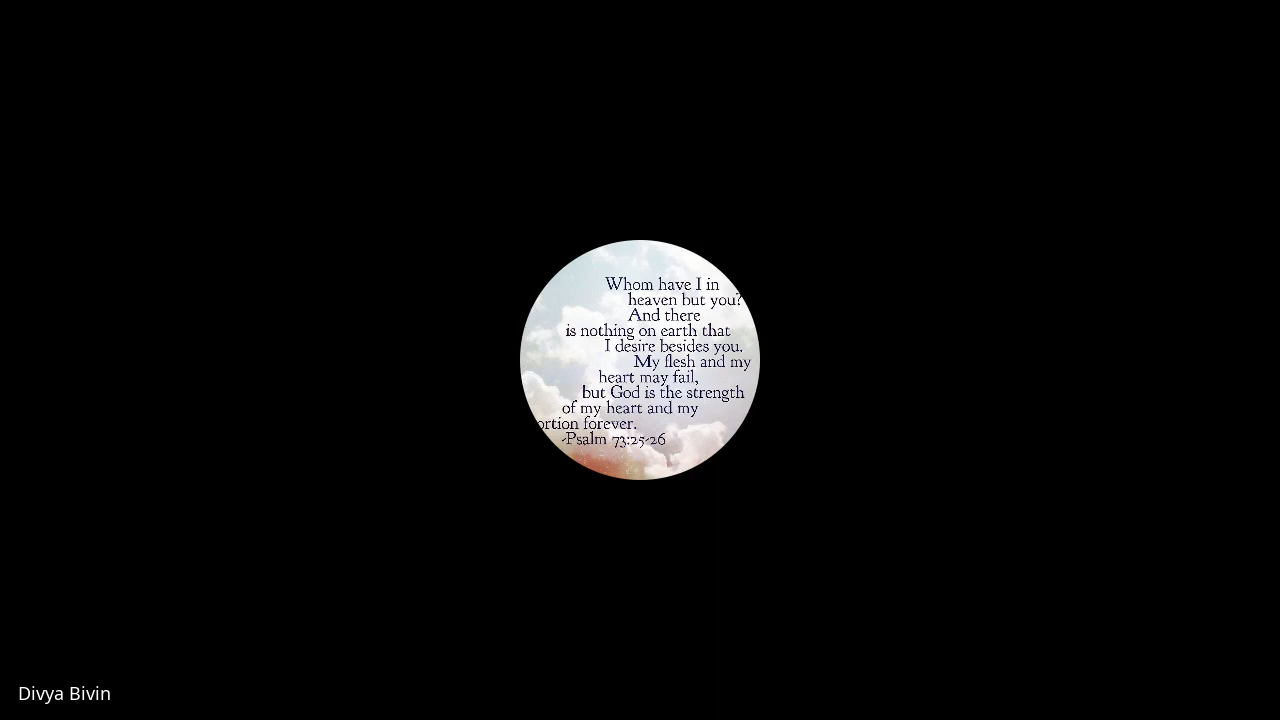 Whom have I in
heaven but you?
And there
is nothing on earth that
I desire besides you.
My flesh and my
heart may fail,
but God is the strength
of my heart and my
ortion forever.
-Psalm 73:25-26
Divya Bivin